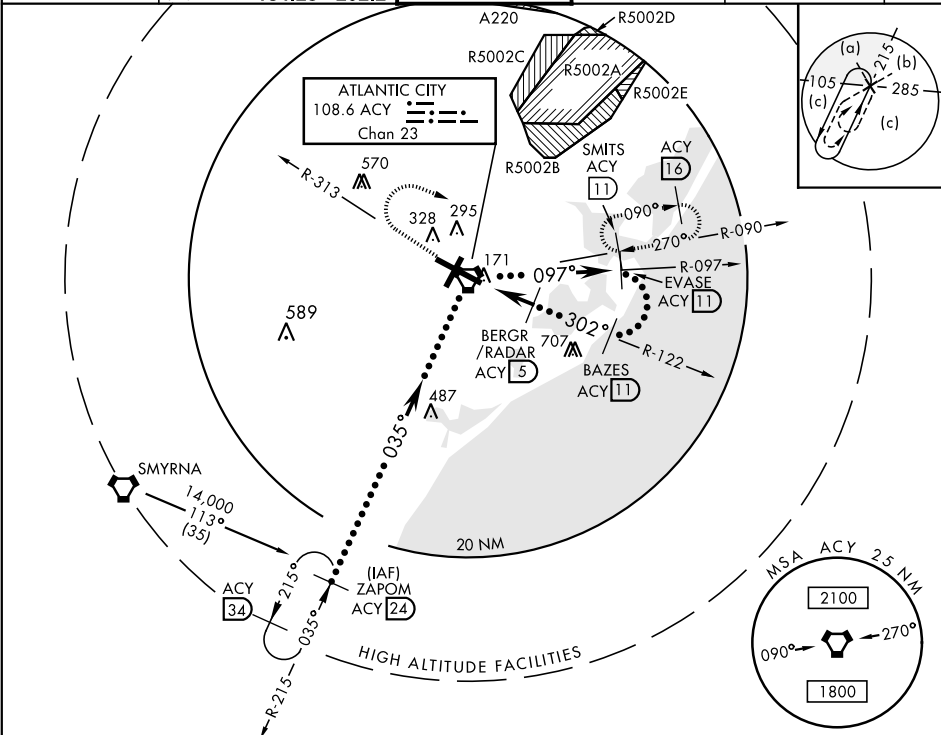 A220
R5002D
R5002C
R5002A
R5002E
R5002B
ATLANTIC CITY
108.6 ACY
Chan 23
(a)
215
(b)
105
285
(c)
(c)
SMITS
ACY
11
ACY
16
570
R-313
328
295
171
090°
270°
R-090
097°
R-097
EVASE
ACY 11
589
BERGR
/RADAR
ACY 5
302°
707
R-122
BAZES
ACY 11
487
035°
SMYRNA
14,000
113°
(35)
20 NM
ACY
34
215°
(IAF)
ZAPOM
ACY 24
035°
R-215
HIGH ALTITUDE FACILITIES
MSA ACY 25 NM
2100
090°
270°
1800